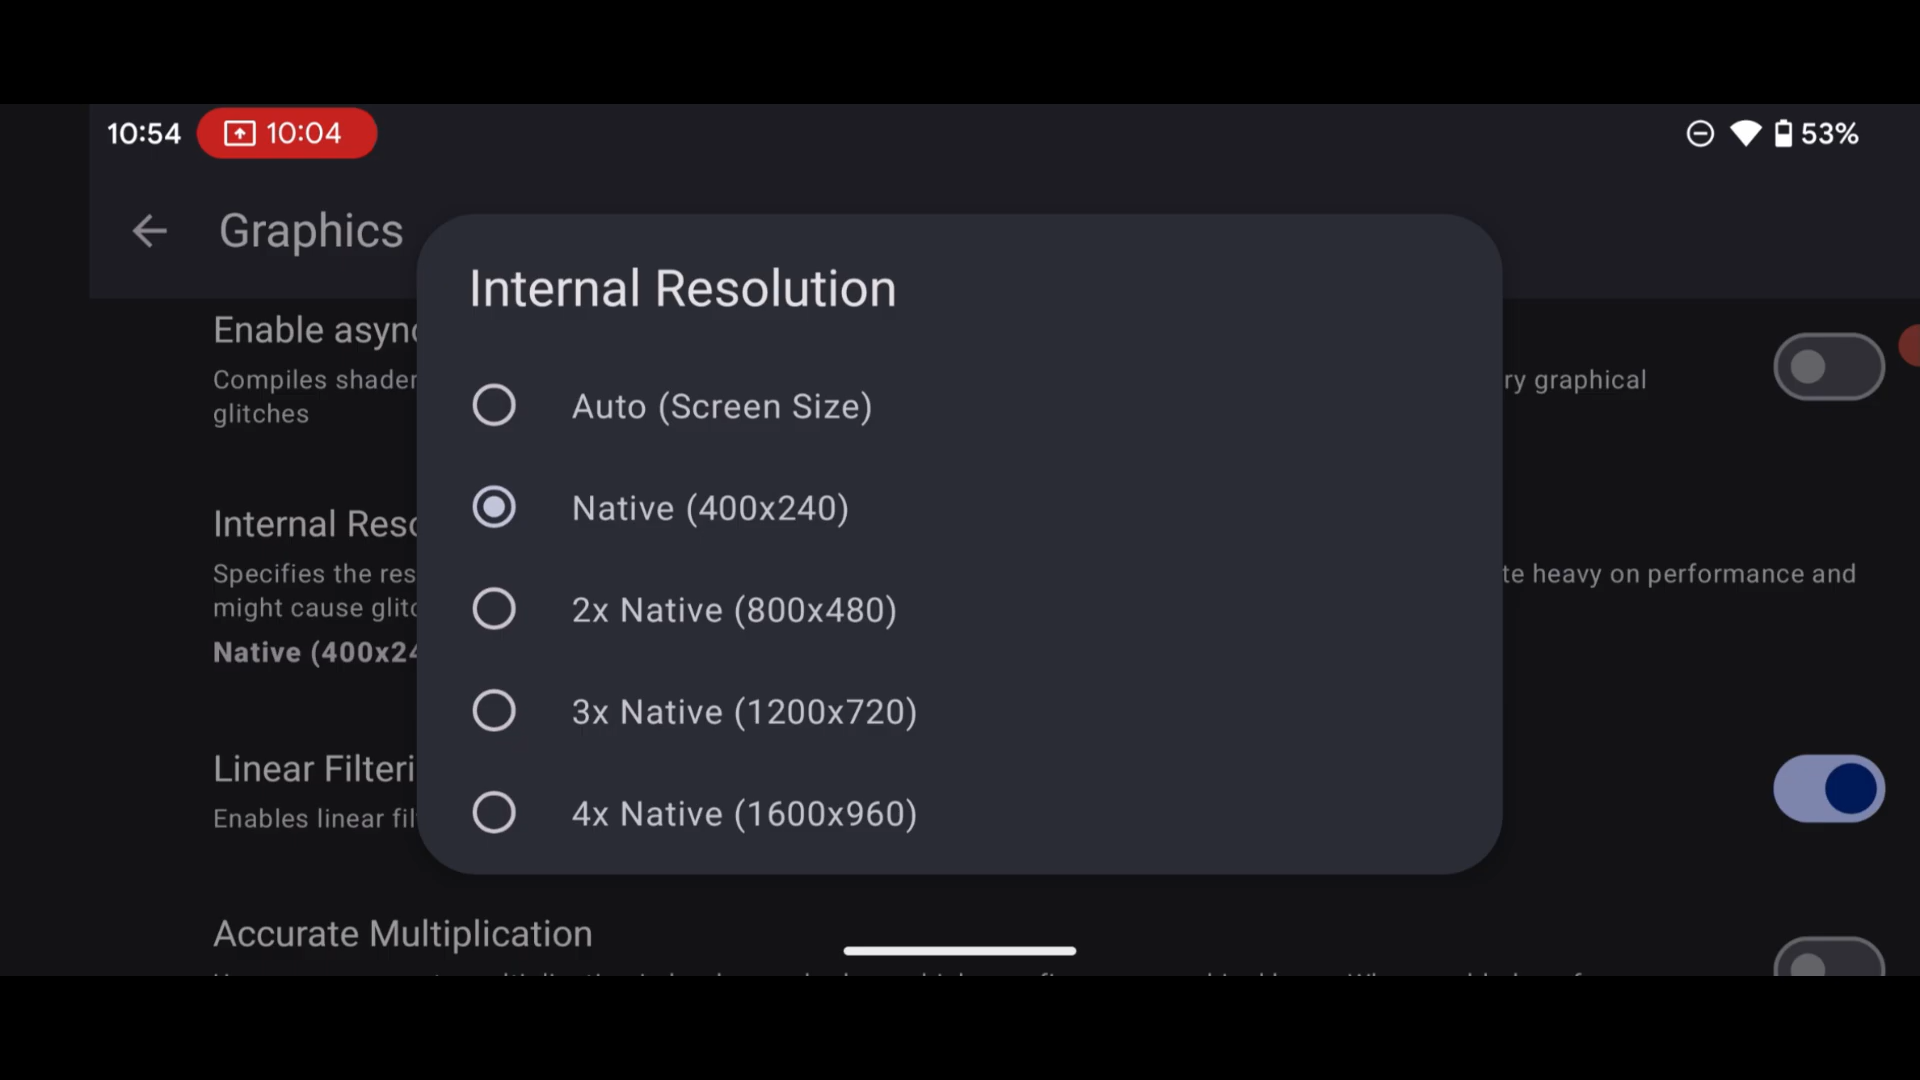 10:54 10:04 53%
Graphics
Internal Resolution
Enable async
Compiles shader ry graphical
glitches
Auto (Screen Size)
Native (400x240)
Internal Reso
Specifies the res te heavy on performance and
might cause glitc
2x Native (800x480)
Native (400x24
3x Native (1200x720)
Linear Filteri
Enables linear fil
4x Native (1600x960)
Accurate Multiplication